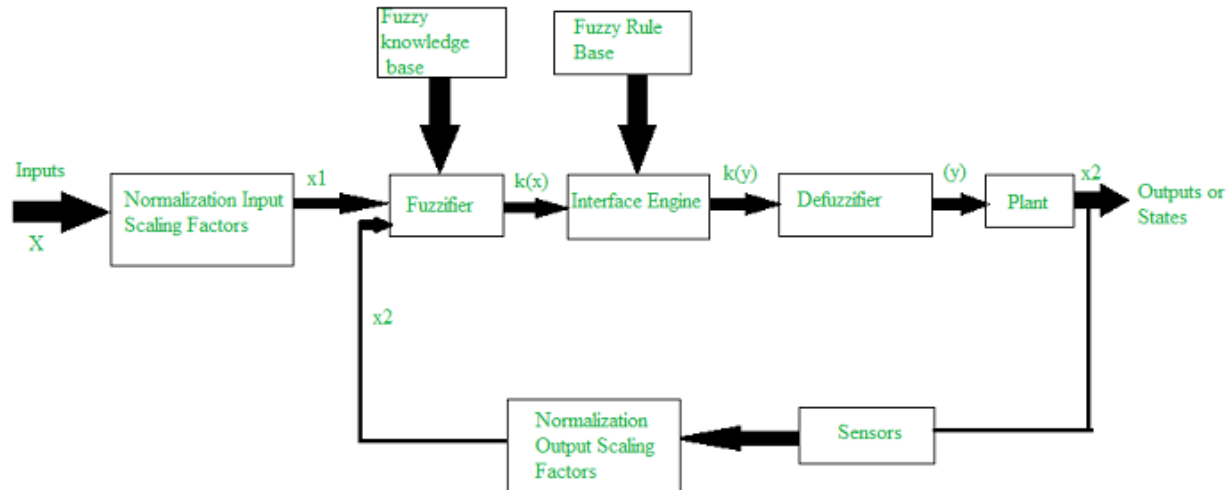 Fuzzy
knowledge
base
Fuzzy Rule
Base
Inputs
X
Normalization Input
Scaling Factors
x1
Fuzzifier
k(x)
Interface Engine
k(y)
Defuzzifier
(y)
Plant
x2
Outputs or
States
x2
Normalization
Output Scaling
Factors
Sensors